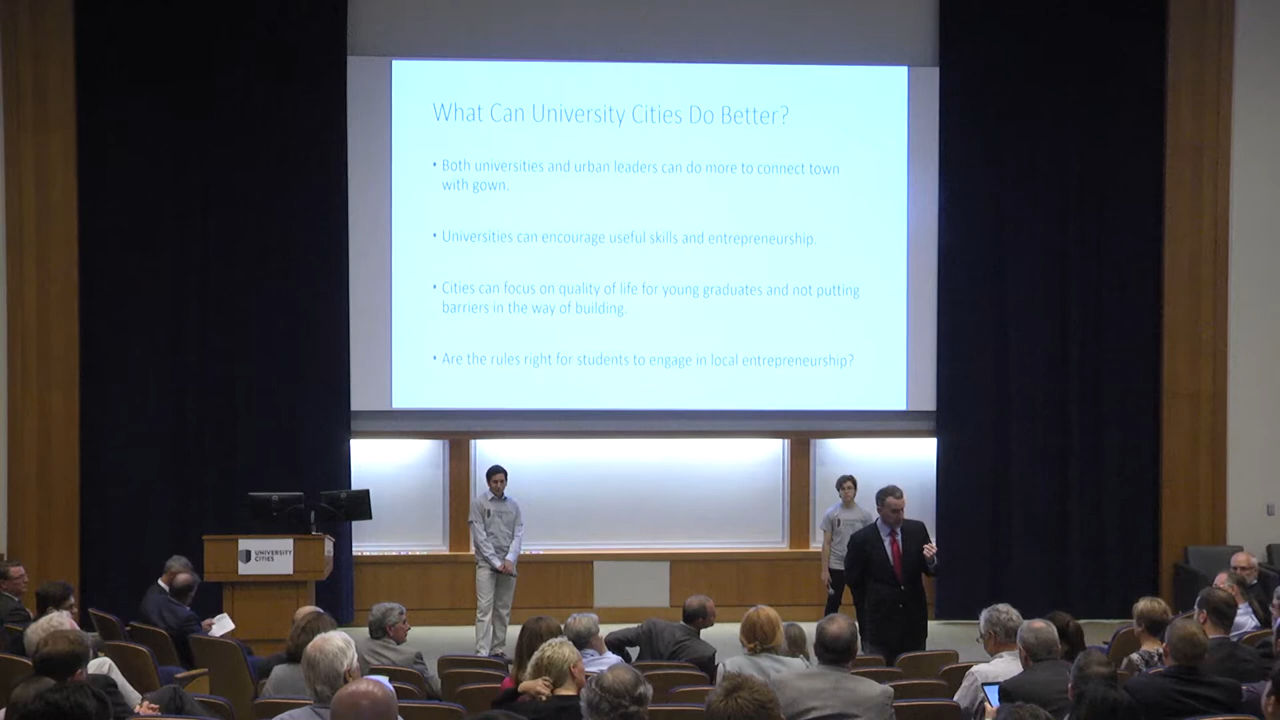 What Can University Cities Do Better?
• Both universities and urban leaders can do more to connect town
with gown.
• Universities can encourage useful skills and entrepreneurship.
• Cities can focus on quality of life for young graduates and not putting
barriers in the way of building.
• Are the rules right for students to engage in local entrepreneurship?
UNIVERSITY
CITIES